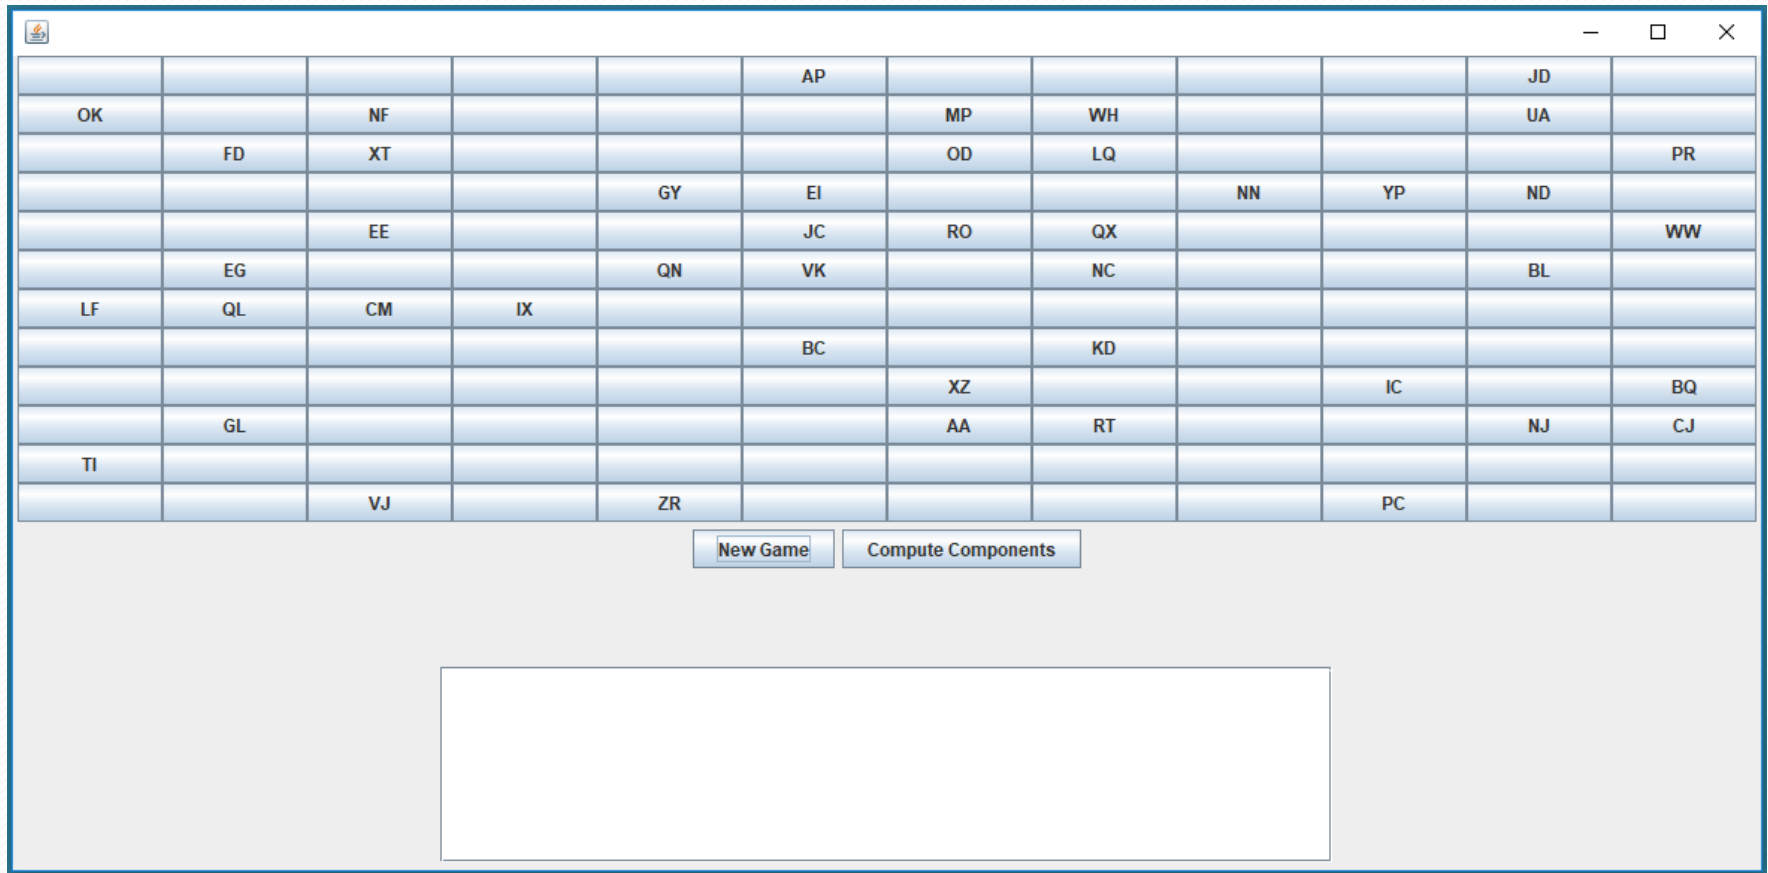 AP JD
OK NF MP WH UA
FD XT OD LQ PR
GY EI NN YP ND
EE JC RO QX WW
EG QN VK NC BL
LF QL CM IX
BC KD
XZ IC BQ
GL AA RT NJ CJ
TI
VJ ZR PC
New Game Compute Components